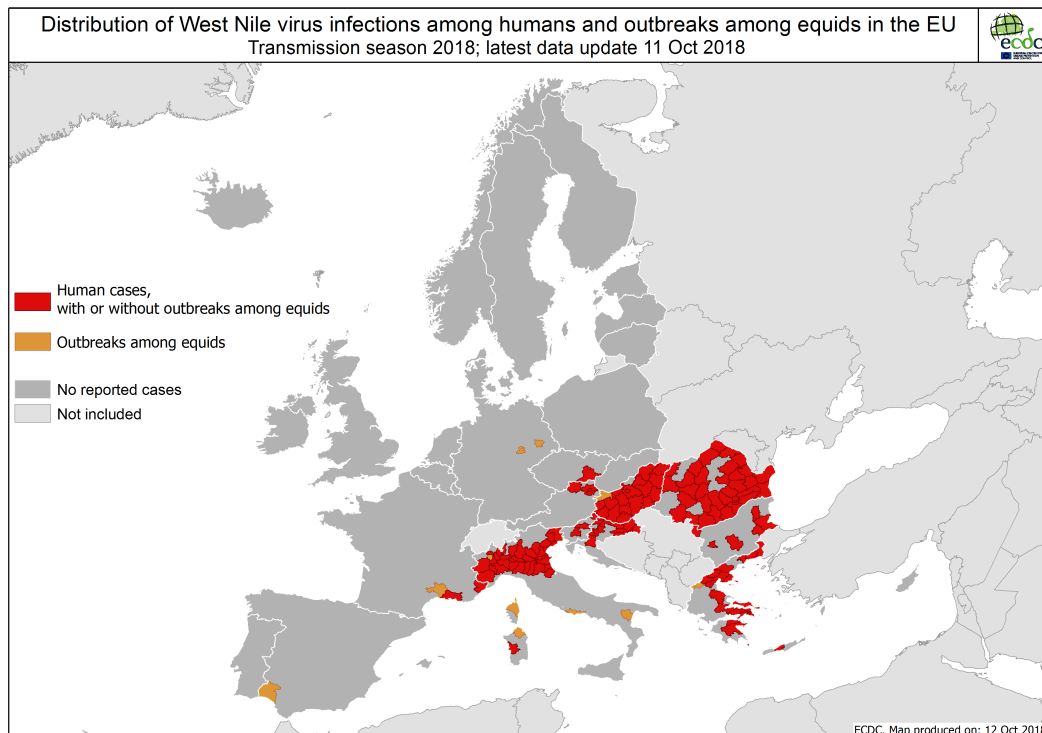 Distribution of West Nile virus infections among humans and outbreaks among equids in the EU
Transmission season 2018; latest data update 11 Oct 2018
ecdc
Human cases,
with or without outbreaks among equids
Outbreaks among equids
No reported cases
Not included
ECDC. Map produced on: 12 Oct 2018